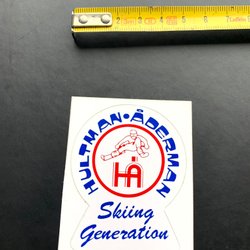 HULTMAN•ÅDERMAN
HÅ
Skiing
Generation